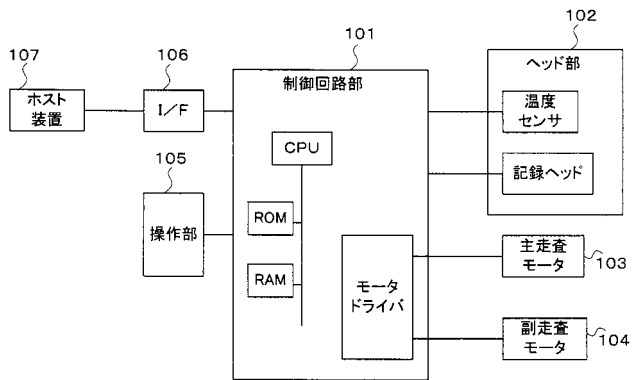 101
102
107
106
制御回路部
ヘッド部
ホスト
装置
I/F
温度
センサ
CPU
105
記録ヘッド
操作部
ROM
RAM
モータ
ドライバ
主走査
モータ
103
副走査
モータ
104